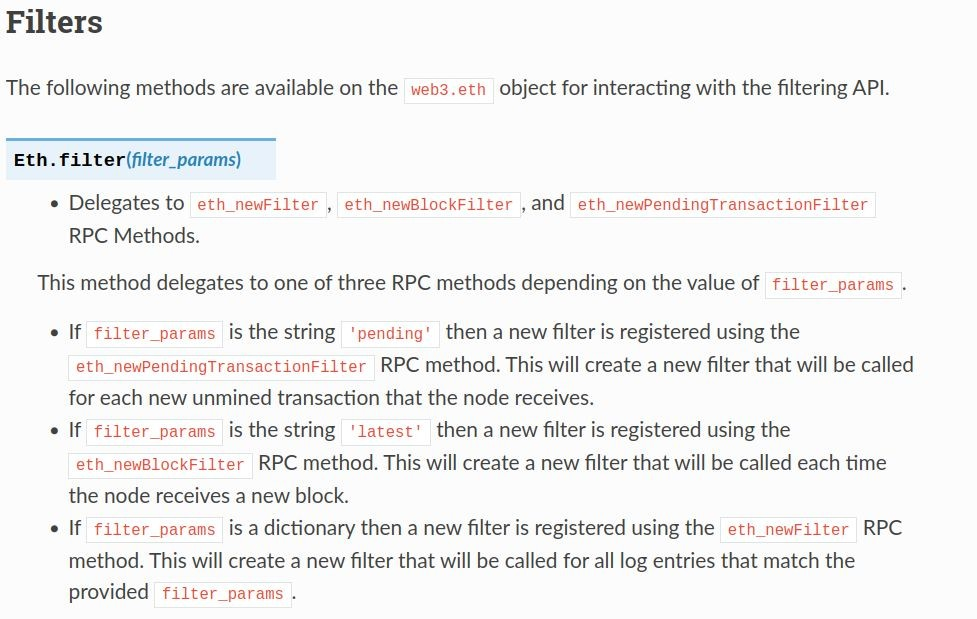 Filters
The following methods are available on the web3.eth object for interacting with the filtering API.
Eth.filter(filter_params)
• Delegates to eth_newFilter , eth_newBlockFilter , and eth_newPendingTransactionFilter
RPC Methods.
This method delegates to one of three RPC methods depending on the value of filter_params .
• If filter_params is the string 'pending' then a new filter is registered using the
eth_newPendingTransactionFilter RPC method. This will create a new filter that will be called
for each new unmined transaction that the node receives.
• If filter_params is the string 'latest' then a new filter is registered using the
eth_newBlockFilter RPC method. This will create a new filter that will be called each time
the node receives a new block.
• If filter_params is a dictionary then a new filter is registered using the eth_newFilter RPC
method. This will create a new filter that will be called for all log entries that match the
provided filter_params .